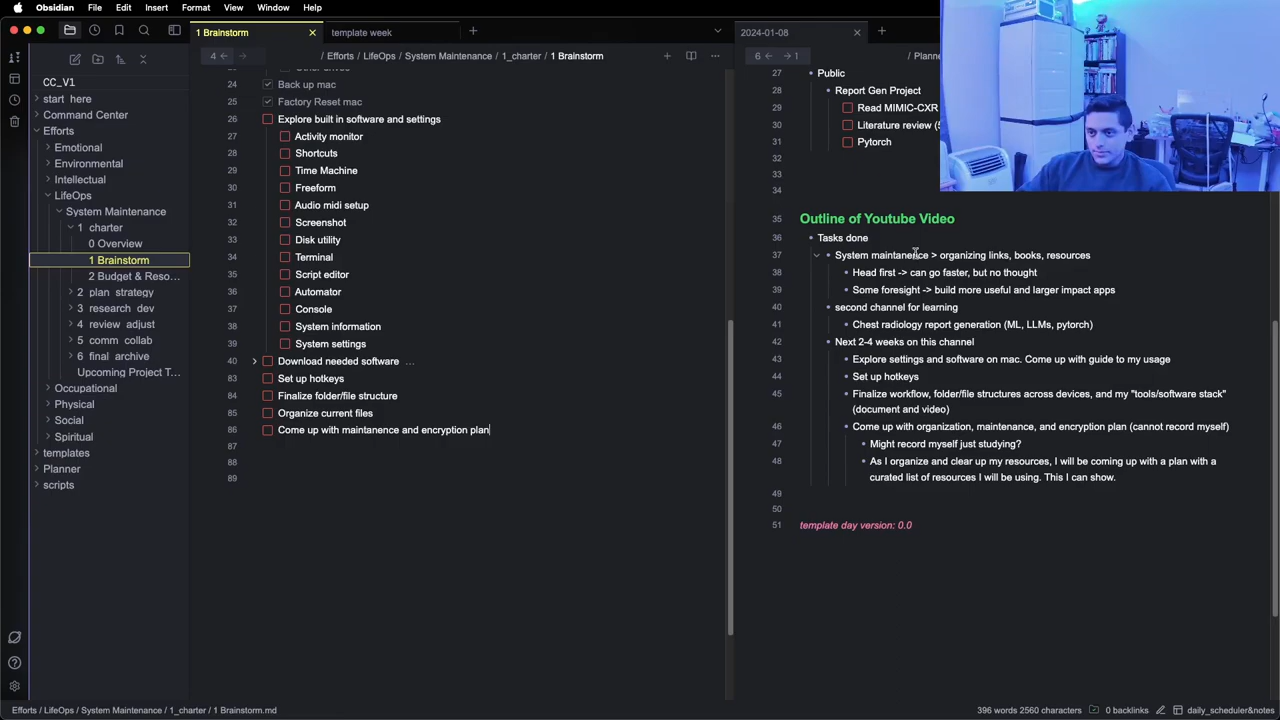 Obsidian File Edit Insert Format View Window Help
1 Brainstorm
template week
2024-01-08
4
/ Efforts / LifeOps / System Maintenance / 1_charter / 1 Brainstorm
6
1
/ Planne
CC_V1
start here
Command Center
Efforts
Emotional
Environmental
Intellectual
LifeOps
System Maintenance
1 charter
0 Overview
1 Brainstorm
2 Budget & Reso...
2 plan strategy
3 research dev
4 review adjust
5 comm collab
6 final archive
Upcoming Project T...
Occupational
Physical
Social
Spiritual
templates
Planner
scripts
24 Back up mac
25 Factory Reset mac
26 Explore built in software and settings
27 Activity monitor
28 Shortcuts
29 Time Machine
30 Freeform
31 Audio midi setup
32 Screenshot
33 Disk utility
34 Terminal
35 Script editor
36 Automator
37 Console
38 System information
39 System settings
40 Download needed software ...
83 Set up hotkeys
84 Finalize folder/file structure
85 Organize current files
86 Come up with maintanence and encryption plan
87
88
89
27 Public
28 Report Gen Project
29 Read MIMIC-CXR
30 Literature review (5
31 Pytorch
32
33
34
35 Outline of Youtube Video
36 Tasks done
37 System maintanence > organizing links, books, resources
38 Head first -> can go faster, but no thought
39 Some foresight -> build more useful and larger impact apps
40 second channel for learning
41 Chest radiology report generation (ML, LLMs, pytorch)
42 Next 2-4 weeks on this channel
43 Explore settings and software on mac. Come up with guide to my usage
44 Set up hotkeys
45 Finalize workflow, folder/file structures across devices, and my "tools/software stack"
(document and video)
46 Come up with organization, maintenance, and encryption plan (cannot record myself)
47 Might record myself just studying?
48 As I organize and clear up my resources, I will be coming up with a plan with a
curated list of resources I will be using. This I can show.
49
50
51 template day version: 0.0
Efforts / LifeOps / System Maintenance / 1_charter / 1 Brainstorm.md
396 words 2560 characters
0 backlinks
daily_scheduler&notes